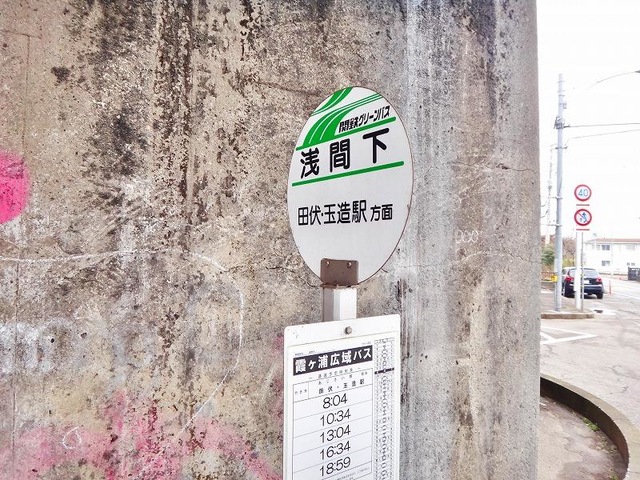 関鉄グリーンバス
浅間下
田伏・玉造駅方面
霞ヶ浦広域バス
田伏・玉造駅
8:04
10:34
13:04
16:34
18:59
40